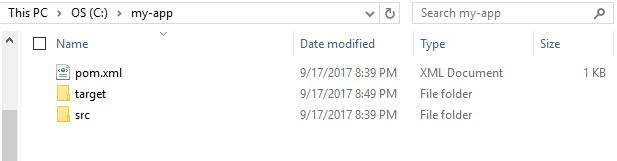 This PC > OS (C:) > my-app Search my-app
Name Date modified Type Size
pom.xml 9/17/2017 8:39 PM XML Document 1 KB
target 9/17/2017 8:49 PM File folder
src 9/17/2017 8:39 PM File folder